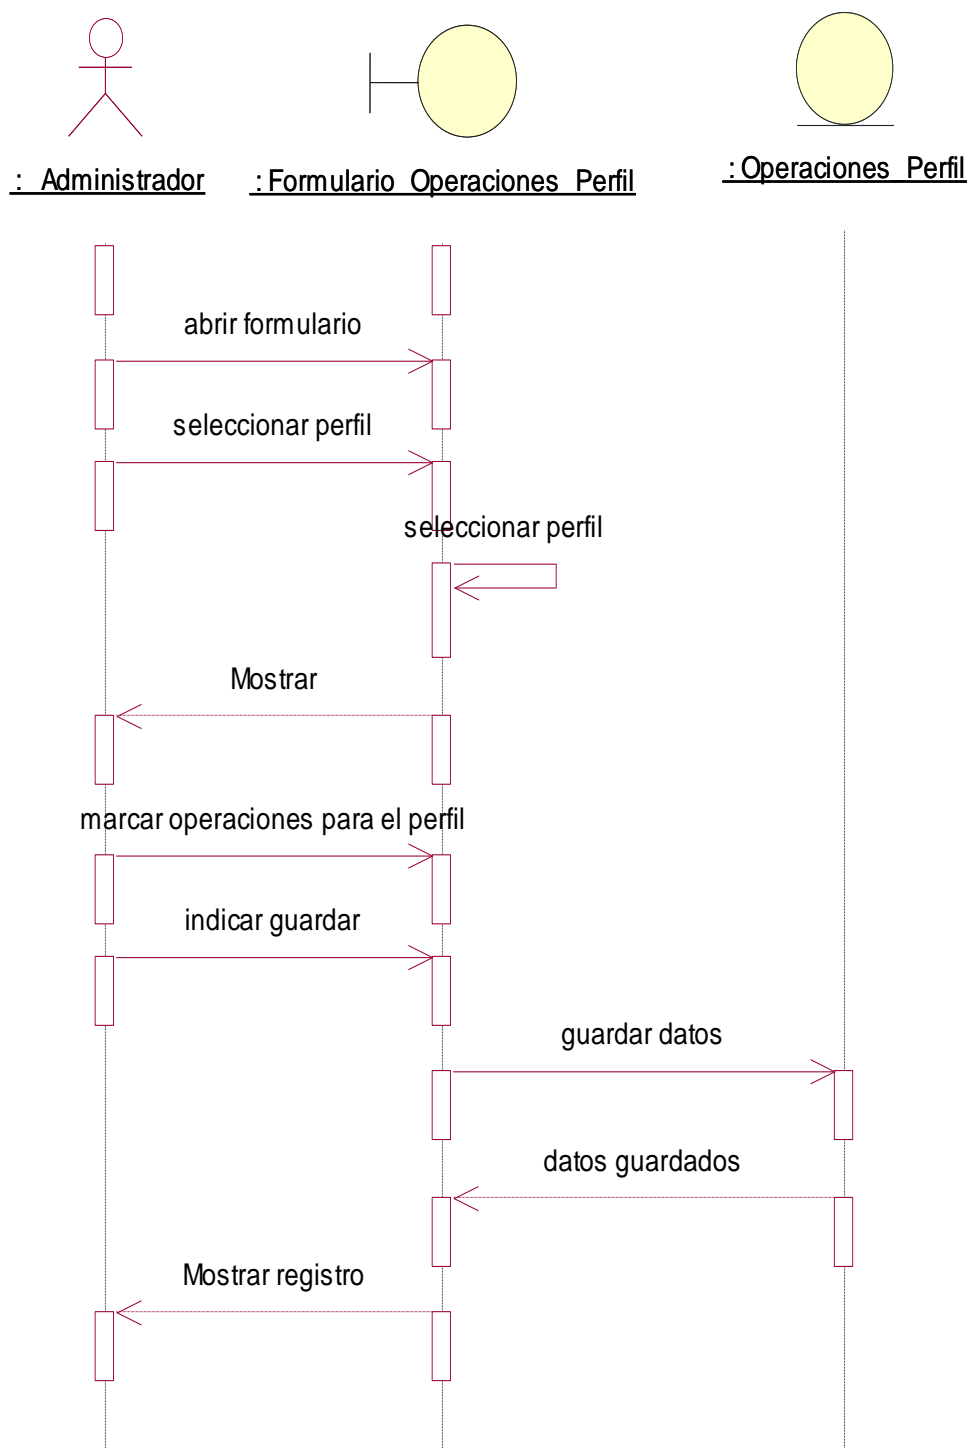 : Administrador
: Formulario Operaciones Perfil
: Operaciones Perfil
abrir formulario
seleccionar perfil
seleccionar perfil
Mostrar
marcar operaciones para el perfil
indicar guardar
guardar datos
datos guardados
Mostrar registro